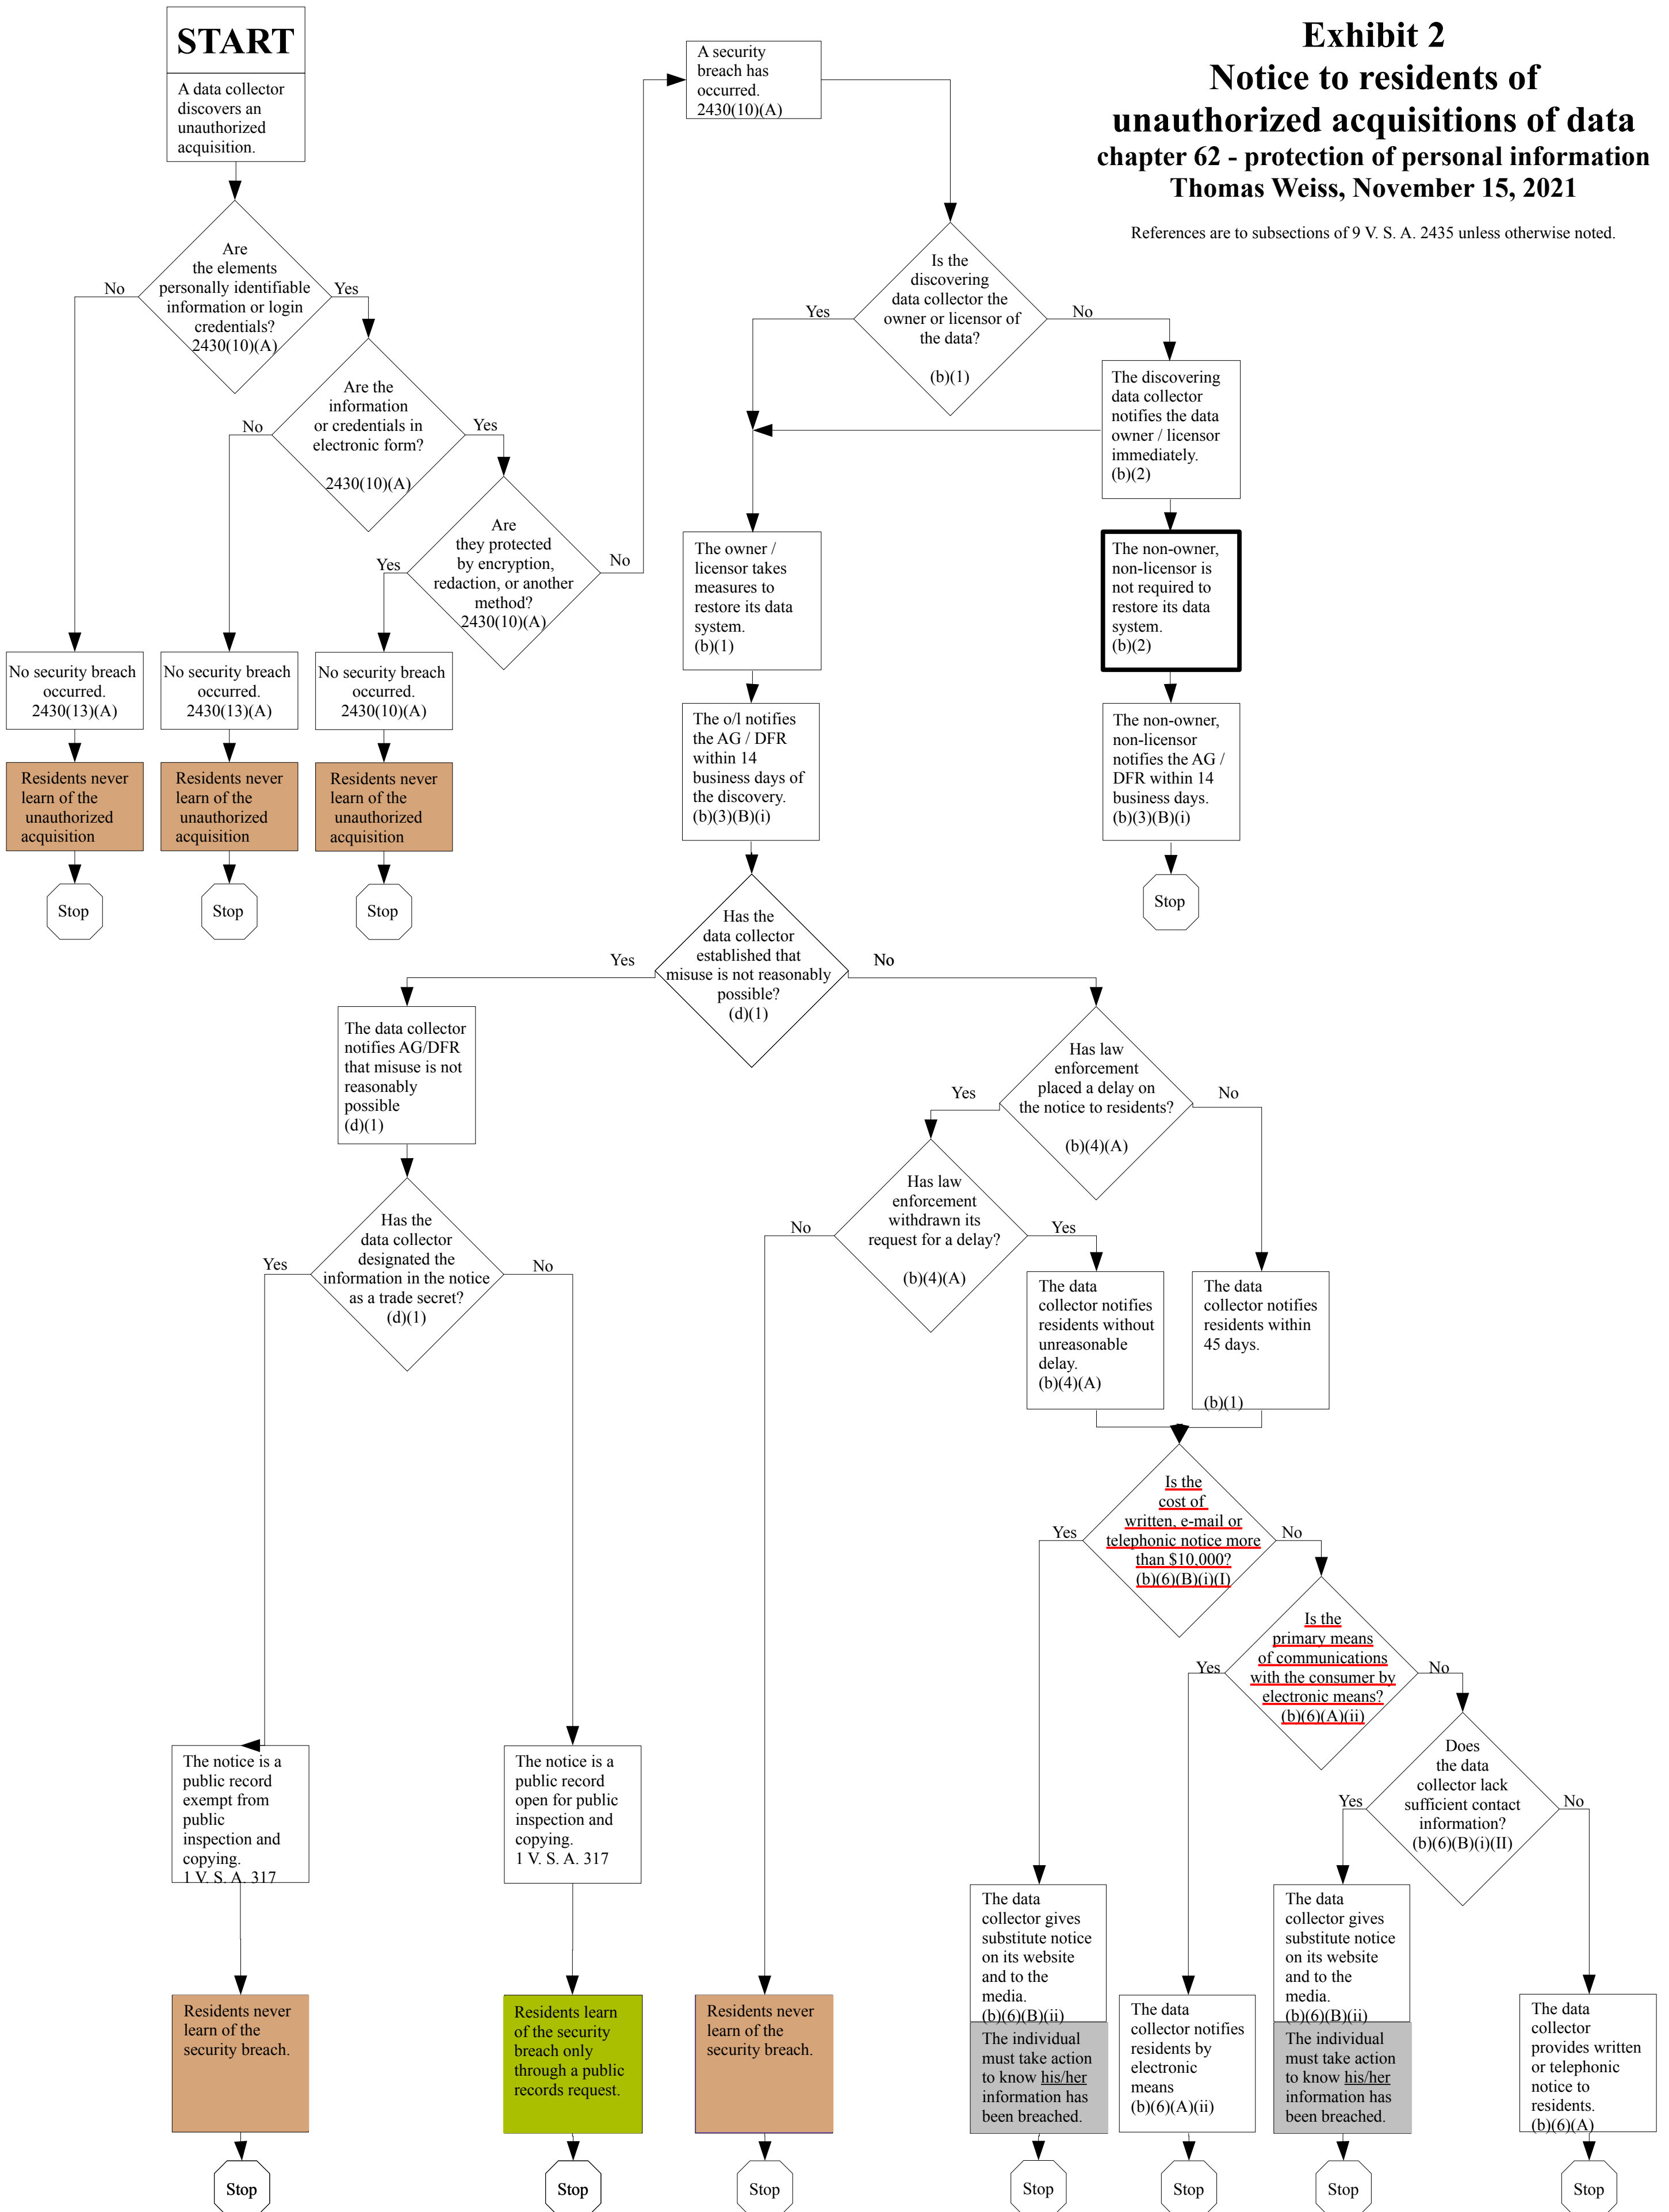 Exhibit 2
Notice to residents of
unauthorized acquisitions of data
chapter 62 - protection of personal information
Thomas Weiss, November 15, 2021
References are to subsections of 9 V. S. A. 2435 unless otherwise noted.
START
A data collector
discovers an
unauthorized
acquisition.
Are
the elements
personally identifiable
information or login
credentials?
2430(10)(A)
No
Yes
Are the
information
or credentials in
electronic form?
2430(10)(A)
No
Yes
Are
they protected
by encryption,
redaction, or another
method?
2430(10)(A)
Yes
No
No security breach
occurred.
2430(13)(A)
No security breach
occurred.
2430(13)(A)
No security breach
occurred.
2430(10)(A)
Residents never
learn of the
unauthorized
acquisition
Residents never
learn of the
unauthorized
acquisition
Residents never
learn of the
unauthorized
acquisition
Stop
Stop
Stop
A security
breach has
occurred.
2430(10)(A)
Is the
discovering
data collector the
owner or licensor of
the data?
(b)(1)
Yes
No
The discovering
data collector
notifies the data
owner / licensor
immediately.
(b)(2)
The owner /
licensor takes
measures to
restore its data
system.
(b)(1)
The non-owner,
non-licensor is
not required to
restore its data
system.
(b)(2)
The o/l notifies
the AG / DFR
within 14
business days of
the discovery.
(b)(3)(B)(i)
The non-owner,
non-licensor
notifies the AG /
DFR within 14
business days.
(b)(3)(B)(i)
Stop
Has the
data collector
established that
misuse is not reasonably
possible?
(d)(1)
Yes
No
The data collector
notifies AG/DFR
that misuse is not
reasonably
possible
(d)(1)
Has the
data collector
designated the
information in the notice
as a trade secret?
(d)(1)
Yes
No
Has law
enforcement
placed a delay on
the notice to residents?
(b)(4)(A)
Yes
No
Has law
enforcement
withdrawn its
request for a delay?
(b)(4)(A)
No
Yes
The data
collector notifies
residents without
unreasonable
delay.
(b)(4)(A)
The data
collector notifies
residents within
45 days.
(b)(1)
Is the
cost of
written, e-mail or
telephonic notice more
than $10,000?
(b)(6)(B)(i)(I)
Yes
No
Is the
primary means
of communications
with the consumer by
electronic means?
(b)(6)(A)(ii)
Yes
No
Does
the data
collector lack
sufficient contact
information?
(b)(6)(B)(i)(II)
Yes
No
The notice is a
public record
exempt from
public
inspection and
copying.
1 V. S. A. 317
The notice is a
public record
open for public
inspection and
copying.
1 V. S. A. 317
Residents never
learn of the
security breach.
Residents learn
of the security
breach only
through a public
records request.
Residents never
learn of the
security breach.
The data
collector gives
substitute notice
on its website
and to the
media.
(b)(6)(B)(ii)
The individual
must take action
to know his/her
information has
been breached.
The data
collector notifies
residents by
electronic
means
(b)(6)(A)(ii)
The data
collector gives
substitute notice
on its website
and to the
media.
(b)(6)(B)(ii)
The individual
must take action
to know his/her
information has
been breached.
The data
collector
provides written
or telephonic
notice to
residents.
(b)(6)(A)
Stop
Stop
Stop
Stop
Stop
Stop
Stop